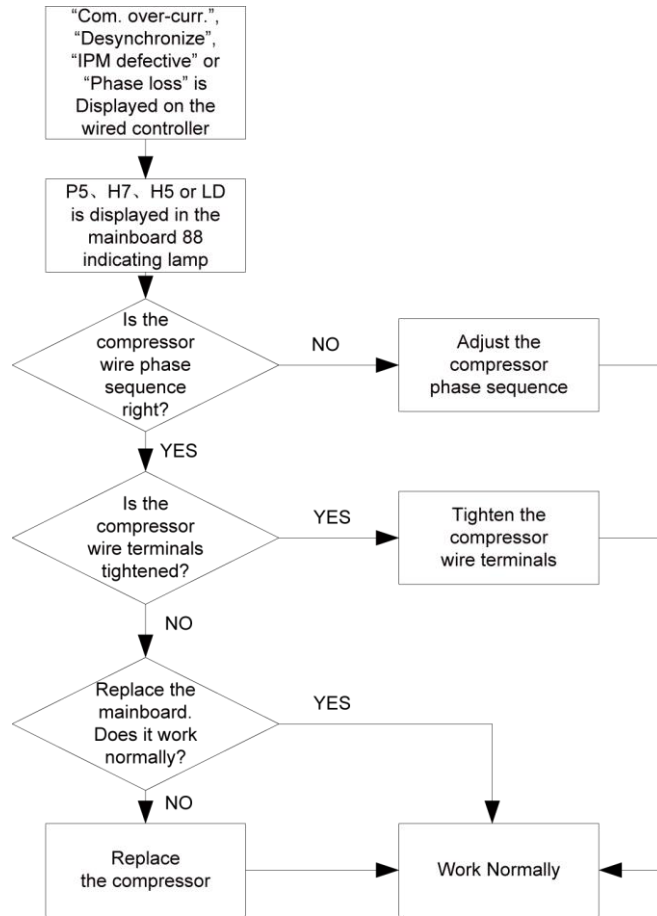 “Com. over-curr.”,
“Desynchronize”,
“IPM defective” or
“Phase loss” is
Displayed on the
wired controller
P5、H7、H5 or LD
is displayed in the
mainboard 88
indicating lamp
Is the
compressor
wire phase
sequence
right?
NO
Adjust the
compressor
phase sequence
YES
Is the
compressor
wire terminals
tightened?
YES
Tighten the
compressor
wire terminals
NO
Replace the
mainboard.
Does it work
normally?
YES
NO
Replace
the compressor
Work Normally